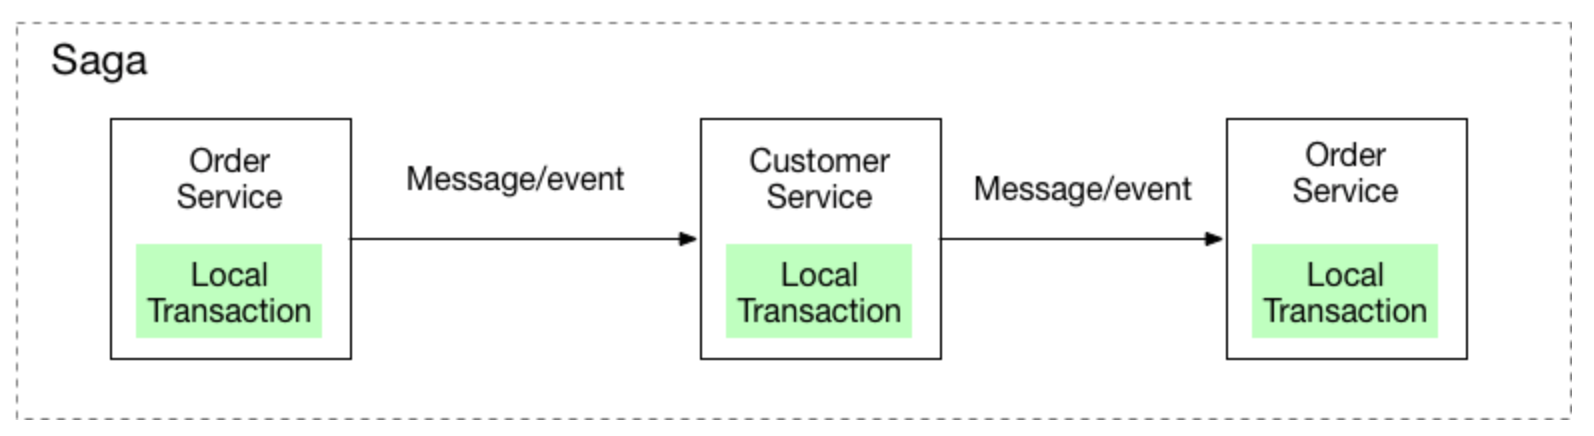 Saga
Order
Service
Local
Transaction
Message/event
Customer
Service
Local
Transaction
Message/event
Order
Service
Local
Transaction